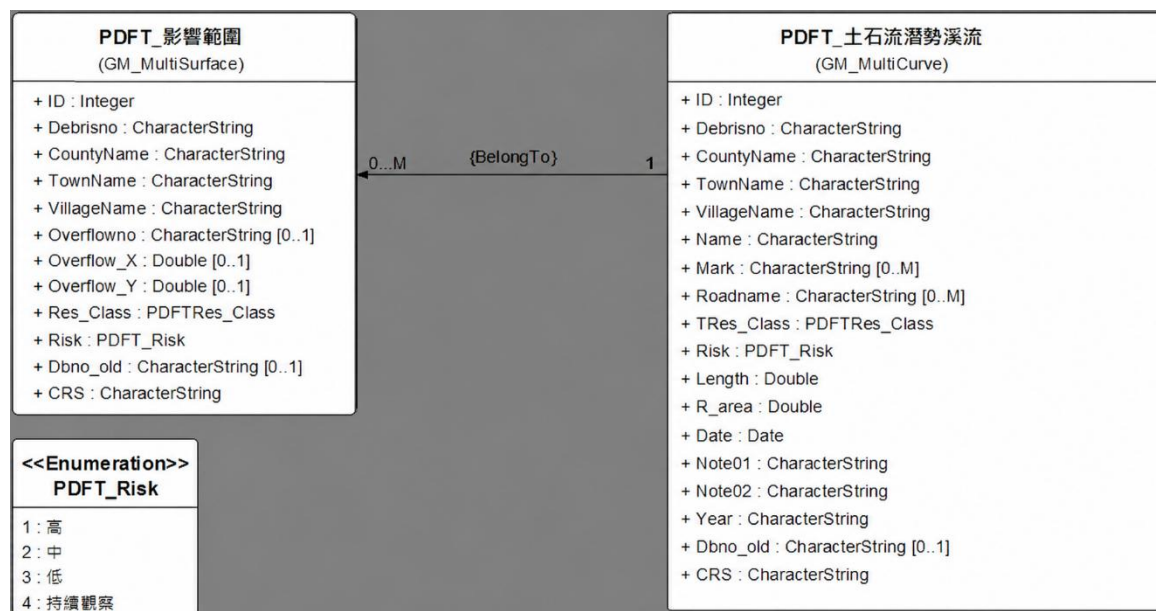 PDFT_影響範圍
(GM_MultiSurface)
+ ID : Integer
+ Debrisno : CharacterString
+ CountyName : CharacterString
+ TownName : CharacterString
+ VillageName : CharacterString
+ Overflowno : CharacterString [0..1]
+ Overflow_X : Double [0..1]
+ Overflow_Y : Double [0..1]
+ Res_Class : PDFTRes_Class
+ Risk : PDFT_Risk
+ Dbno_old : CharacterString [0..1]
+ CRS : CharacterString
0...M
{BelongTo}
1
PDFT_土石流潛勢溪流
(GM_MultiCurve)
+ ID : Integer
+ Debrisno : CharacterString
+ CountyName : CharacterString
+ TownName : CharacterString
+ VillageName : CharacterString
+ Name : CharacterString
+ Mark : CharacterString [0..M]
+ Roadname : CharacterString [0..M]
+ TRes_Class : PDFTRes_Class
+ Risk : PDFT_Risk
+ Length : Double
+ R_area : Double
+ Date : Date
+ Note01 : CharacterString
+ Note02 : CharacterString
+ Year : CharacterString
+ Dbno_old : CharacterString [0..1]
+ CRS : CharacterString
<<Enumeration>>
PDFT_Risk
1 : 高
2 : 中
3 : 低
4 : 持續觀察